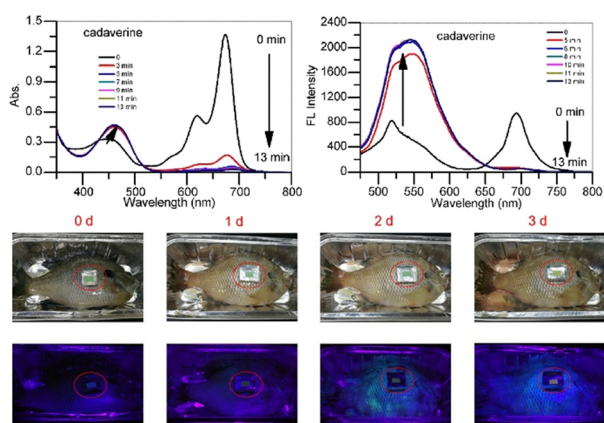 cadaverine
0
3 min
5 min
7 min
9 min
11 min
13 min
0 min
13 min
Abs.
1.5
1.2
0.9
0.6
0.3
0.0
400 500 600 700 800
Wavelength (nm)
cadaverine
0
5 min
6 min
8 min
10 min
11 min
12 min
0 min
13 min
FL Intensity
2400
2000
1600
1200
800
400
0
500 550 600 650 700 750 800
Wavelength (nm)
0 d 1 d 2 d 3 d